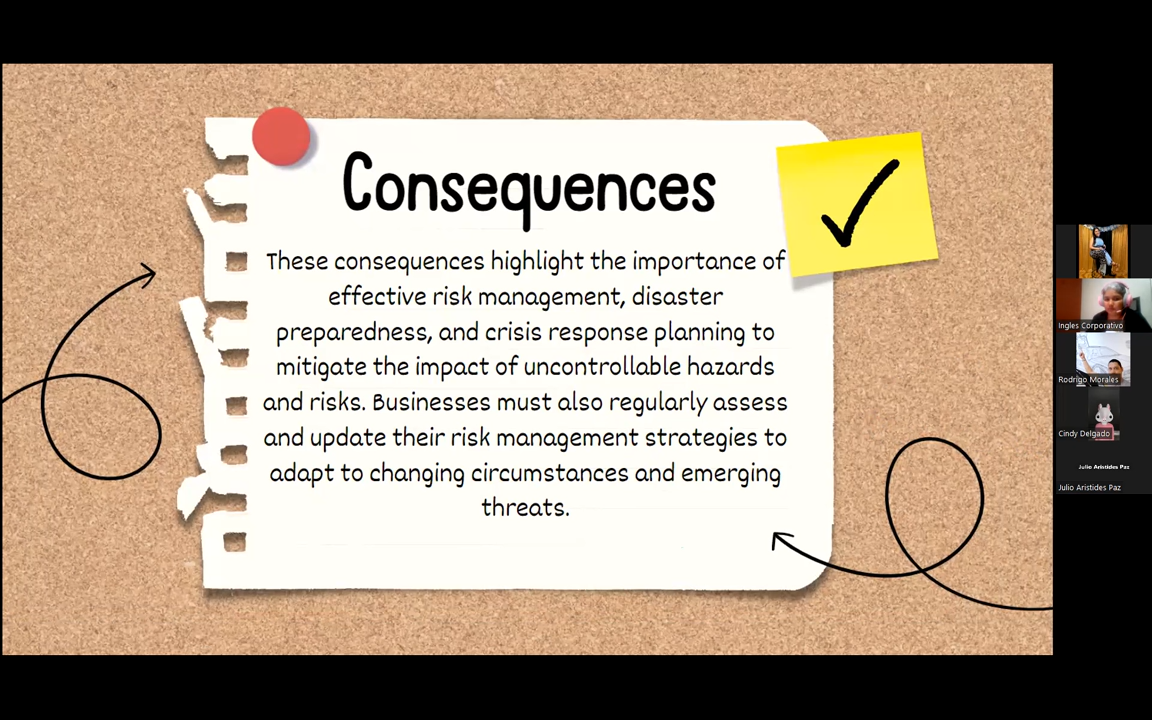 Consequences
These consequences highlight the importance of
effective risk management, disaster
preparedness, and crisis response planning to
mitigate the impact of uncontrollable hazards
and risks. Businesses must also regularly assess
and update their risk management strategies to
adapt to changing circumstances and emerging
threats.
Ingles Corporativo
Rodrigo Morales
Cindy Delgado
Julio Aristides Paz
Julio Aristides Paz